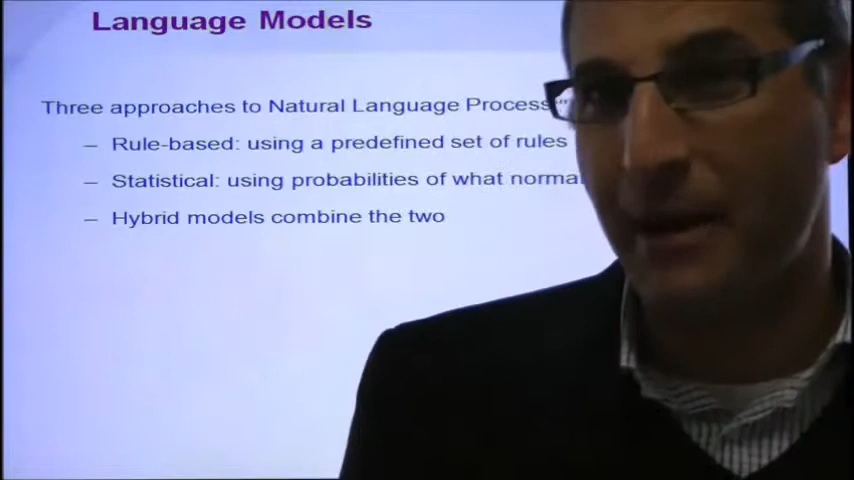 Language Models
Three approaches to Natural Language Process
– Rule-based: using a predefined set of rules
– Statistical: using probabilities of what norma
– Hybrid models combine the two